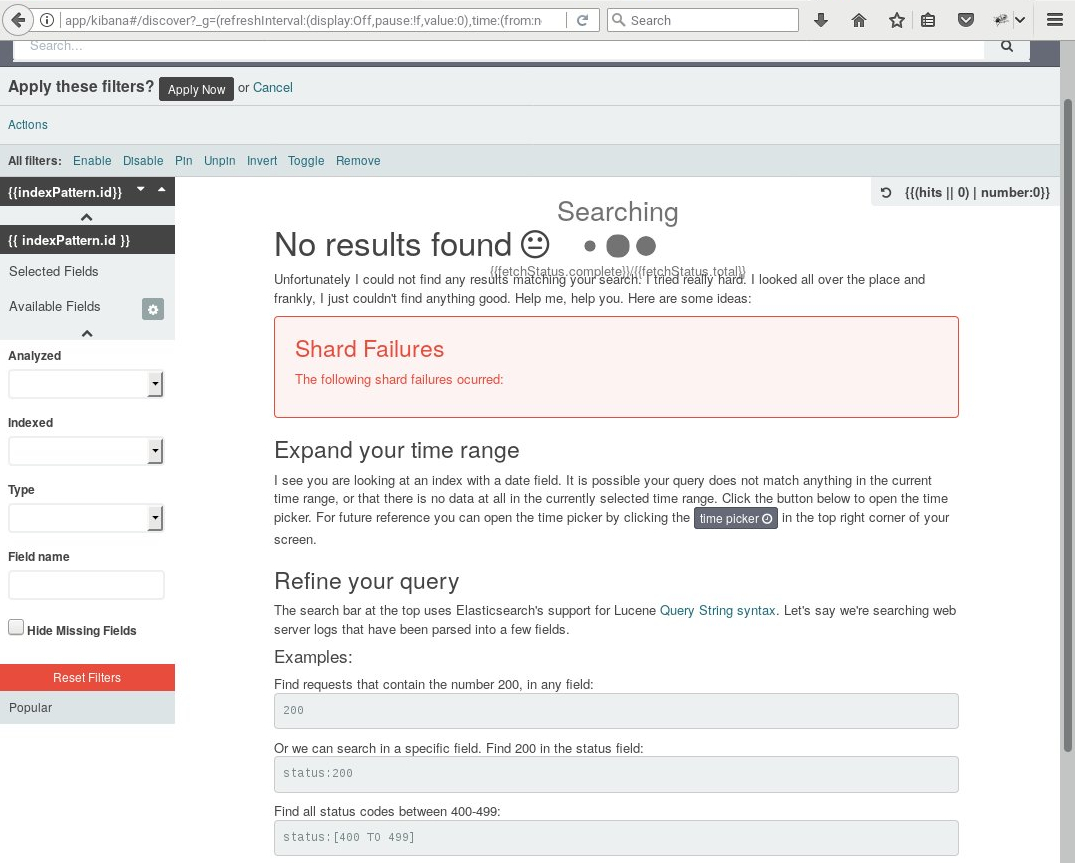 app/kibana#/discover?_g=(refreshInterval:(display:Off,pause:!f,value:0),time:(from:n
Search
Search...
Apply these filters? Apply Now or Cancel
Actions
All filters: Enable Disable Pin Unpin Invert Toggle Remove
{{indexPattern.id}}
{{(hits || 0) | number:0}}
{{ indexPattern.id }}
Selected Fields
Available Fields
Analyzed
Indexed
Type
Field name
Hide Missing Fields
Reset Filters
Popular
Searching
No results found
{{fetchStatus.complete}}/{{fetchStatus.total}}
Unfortunately I could not find any results matching your search. I tried really hard. I looked all over the place and
frankly, I just couldn't find anything good. Help me, help you. Here are some ideas:
Shard Failures
The following shard failures ocurred:
Expand your time range
I see you are looking at an index with a date field. It is possible your query does not match anything in the current
time range, or that there is no data at all in the currently selected time range. Click the button below to open the time
picker. For future reference you can open the time picker by clicking the time picker in the top right corner of your
screen.
Refine your query
The search bar at the top uses Elasticsearch's support for Lucene Query String syntax. Let's say we're searching web
server logs that have been parsed into a few fields.
Examples:
Find requests that contain the number 200, in any field:
200
Or we can search in a specific field. Find 200 in the status field:
status:200
Find all status codes between 400-499:
status:[400 TO 499]